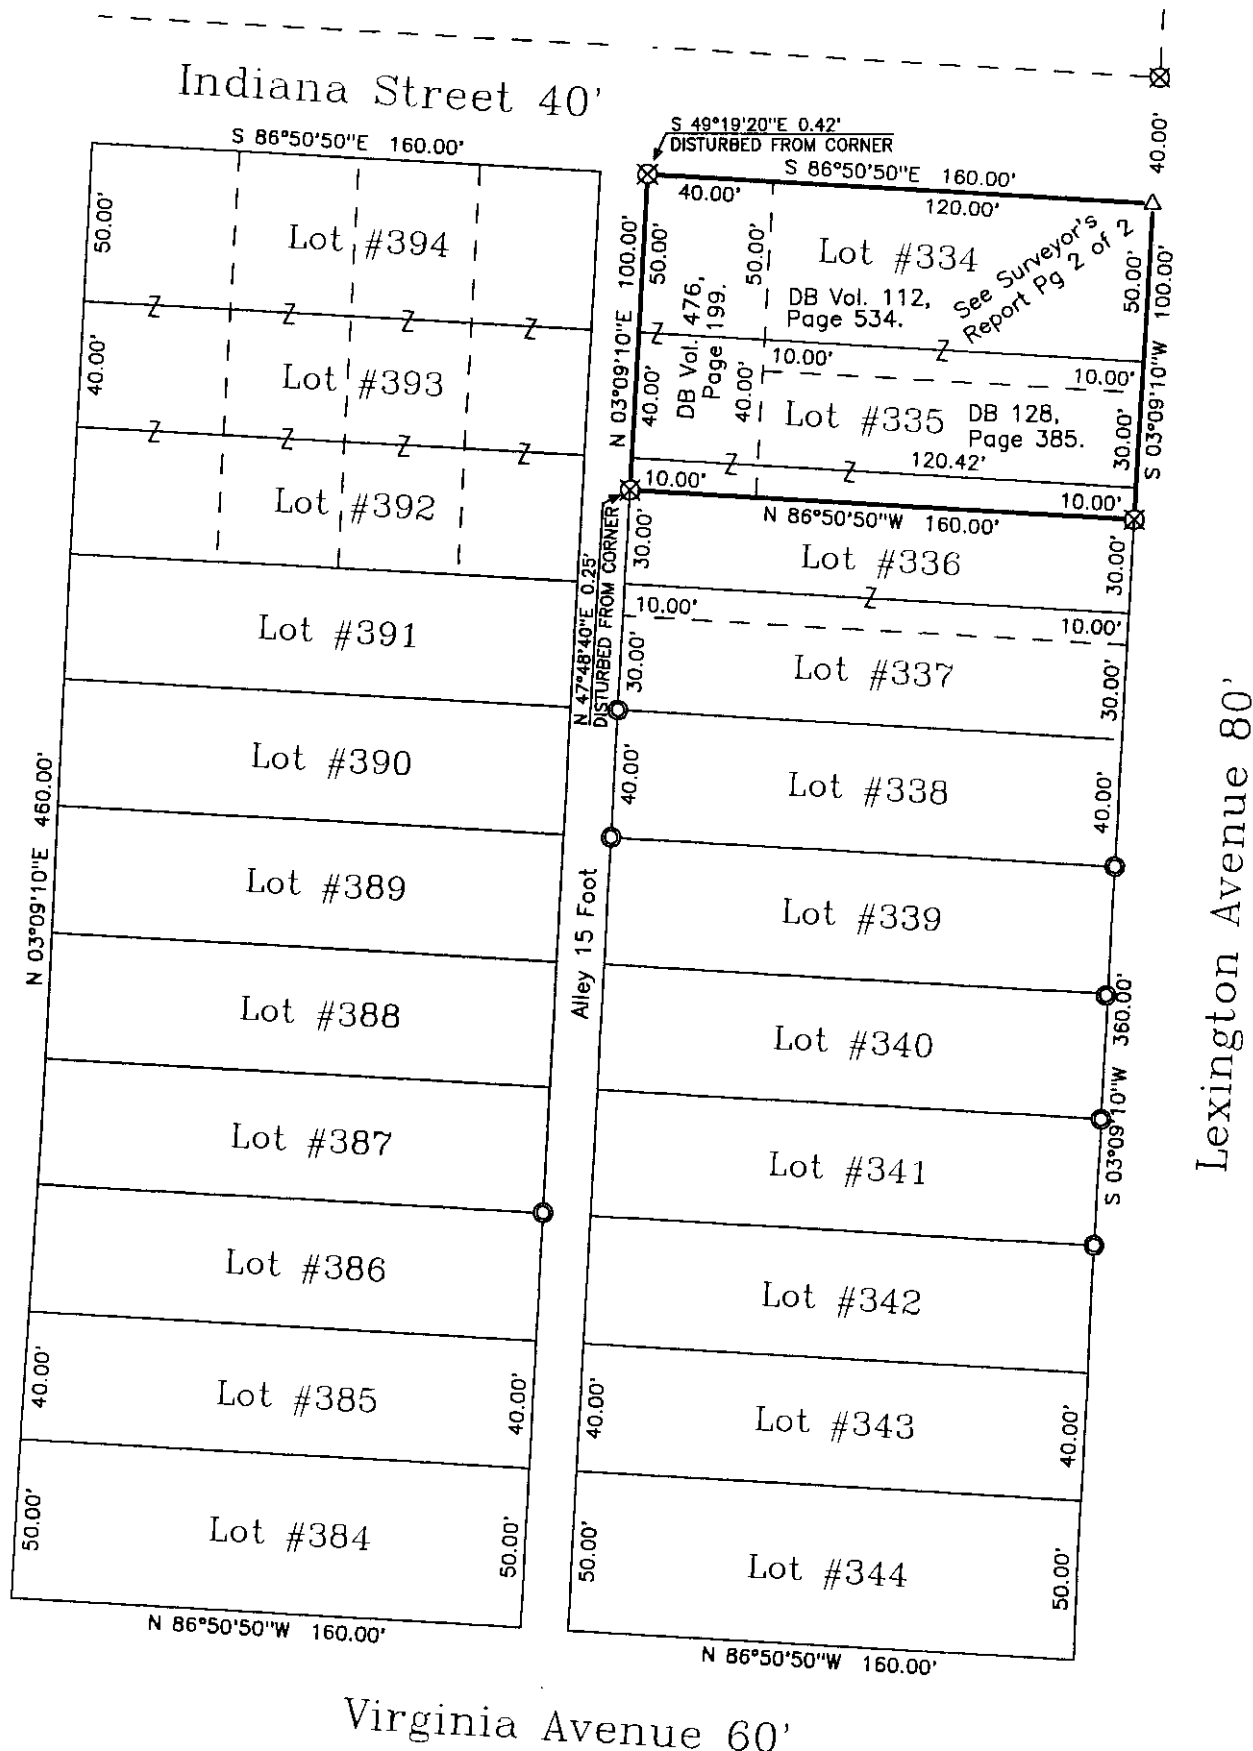 Indiana Street 40'
S 86°50'50"E 160.00'
S 49°19'20"E 0.42'
DISTURBED FROM CORNER
S 86°50'50"E 160.00'
40.00'
40.00'
120.00'
50.00'
Lot #394
N 03°09'10"E 100.00'
50.00'
50.00'
Lot #334
DB Vol. 112,
Page 534.
See Surveyor's
Report Pg 2 of 2
50.00'
S 03°09'10"W 100.00'
DB Vol. 476,
Page 199.
Z
Z
Z
Z
Z
Z
40.00'
Lot #393
40.00'
40.00'
10.00'
10.00'
Lot #335
DB 128,
Page 385.
30.00'
Z
Z
Z
Z
Z
Z
120.42'
10.00'
10.00'
Lot #392
N 86°50'50"W 160.00'
N 47°48'40"E 0.25'
DISTURBED FROM CORNER
30.00'
Lot #336
30.00'
Z
10.00'
10.00'
Lot #391
30.00'
Lot #337
30.00'
Lot #390
40.00'
Lot #338
40.00'
N 03°09'10"E 460.00'
Lot #389
Alley 15 Foot
Lot #339
Lot #388
Lot #340
S 03°09'10"W 360.00'
Lexington Avenue 80'
Lot #387
Lot #341
Lot #386
Lot #342
40.00'
Lot #385
40.00'
40.00'
Lot #343
40.00'
50.00'
Lot #384
50.00'
50.00'
Lot #344
50.00'
N 86°50'50"W 160.00'
N 86°50'50"W 160.00'
Virginia Avenue 60'